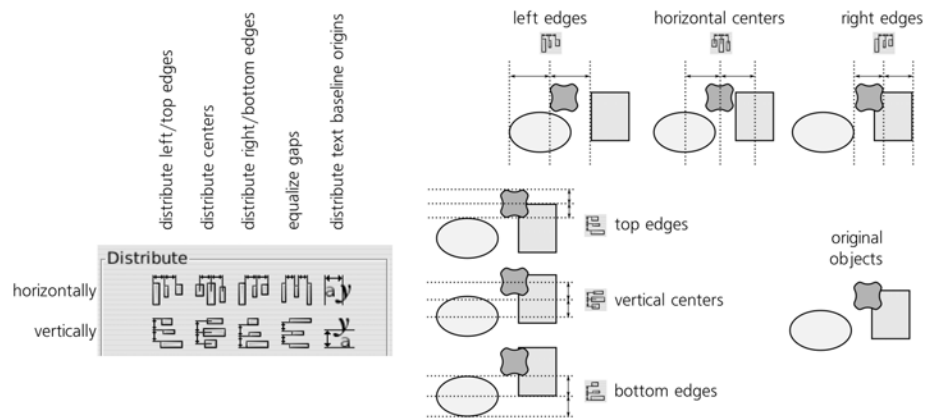 distribute left/top edges
distribute centers
distribute right/bottom edges
equalize gaps
distribute text baseline origins
Distribute
horizontally
a y
vertically
y
a
left edges
horizontal centers
right edges
top edges
vertical centers
bottom edges
original
objects